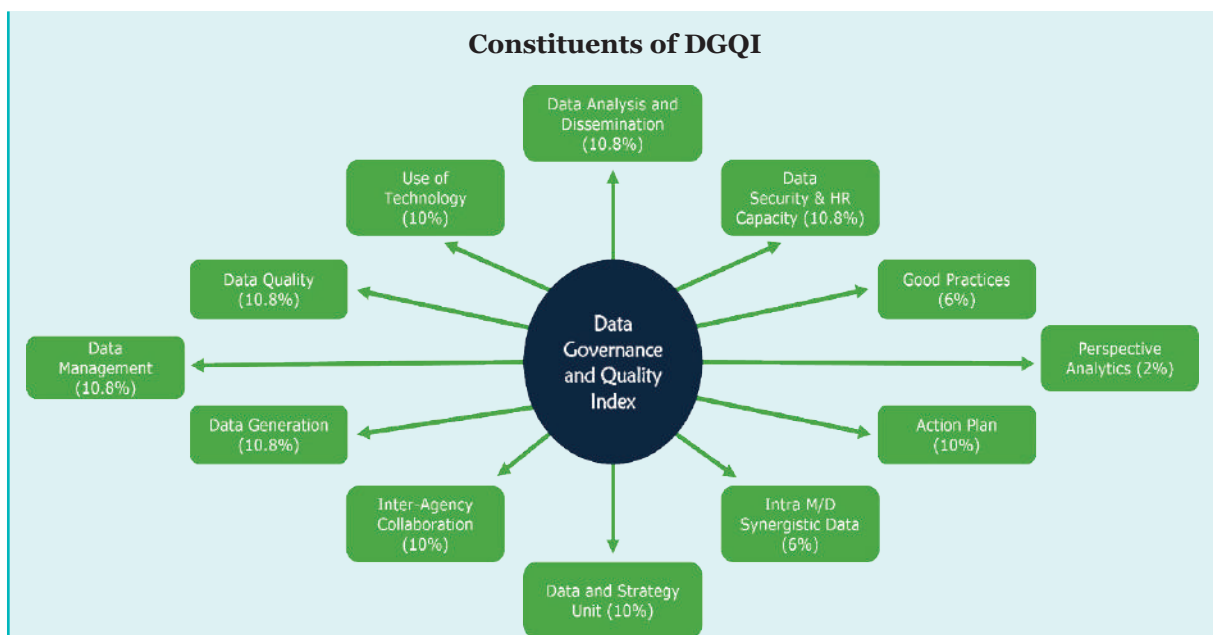 Constituents of DGQI
Data Analysis and
Dissemination
(10.8%)
Use of
Technology
(10%)
Data
Security & HR
Capacity (10.8%)
Data Quality
(10.8%)
Good Practices
(6%)
Data
Management
(10.8%)
Data
Governance
and Quality
Index
Perspective
Analytics (2%)
Data Generation
(10.8%)
Action Plan
(10%)
Inter-Agency
Collaboration
(10%)
Intra M/D
Synergistic Data
(6%)
Data and Strategy
Unit (10%)